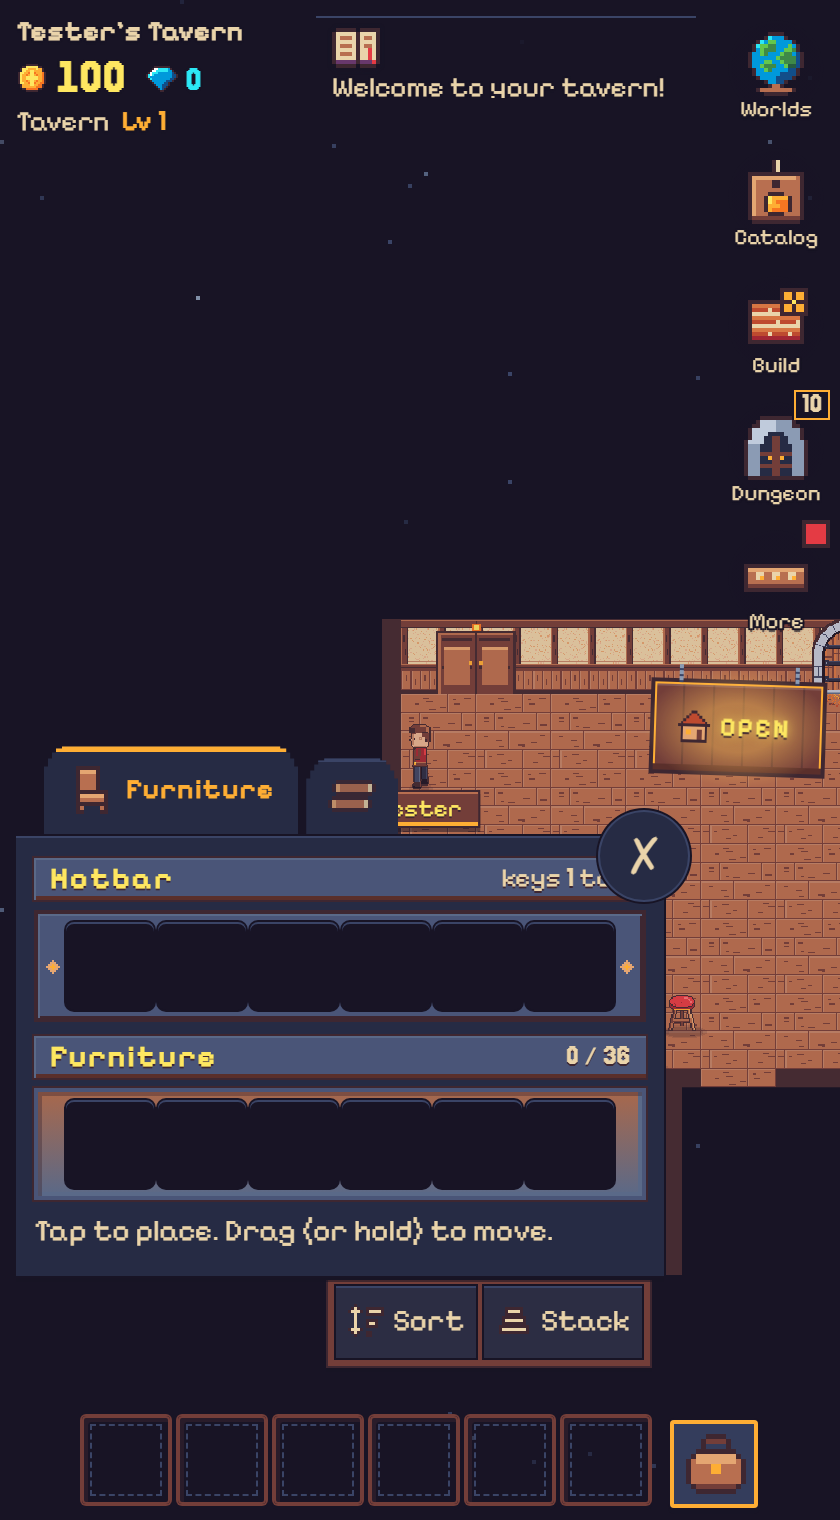 Tester's Tavern
100 0
Tavern Lv 1
Welcome to your tavern!
Worlds
Catalog
Build
10
Dungeon
More
OPEN
Furniture
ester
X
Hotbar
keys 1 to
Furniture
0 / 36
Tap to place. Drag (or hold) to move.
Sort
Stack